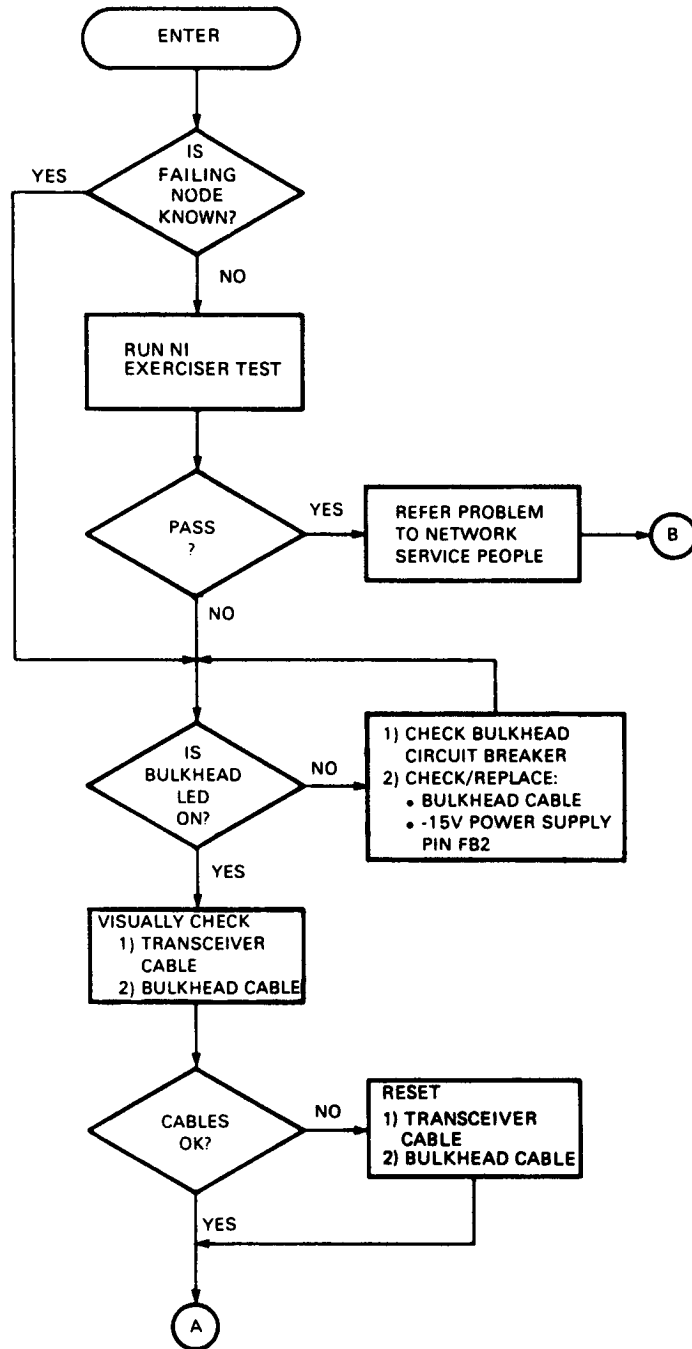 ENTER
IS
FAILING
NODE
KNOWN?
YES
NO
RUN NI
EXERCISER TEST
PASS
?
YES
REFER PROBLEM
TO NETWORK
SERVICE PEOPLE
B
NO
IS
BULKHEAD
LED
ON?
NO
1) CHECK BULKHEAD
CIRCUIT BREAKER
2) CHECK/REPLACE:
• BULKHEAD CABLE
• -15V POWER SUPPLY
PIN FB2
YES
VISUALLY CHECK
1) TRANSCEIVER
CABLE
2) BULKHEAD CABLE
CABLES
OK?
NO
RESET
1) TRANSCEIVER
CABLE
2) BULKHEAD CABLE
YES
A